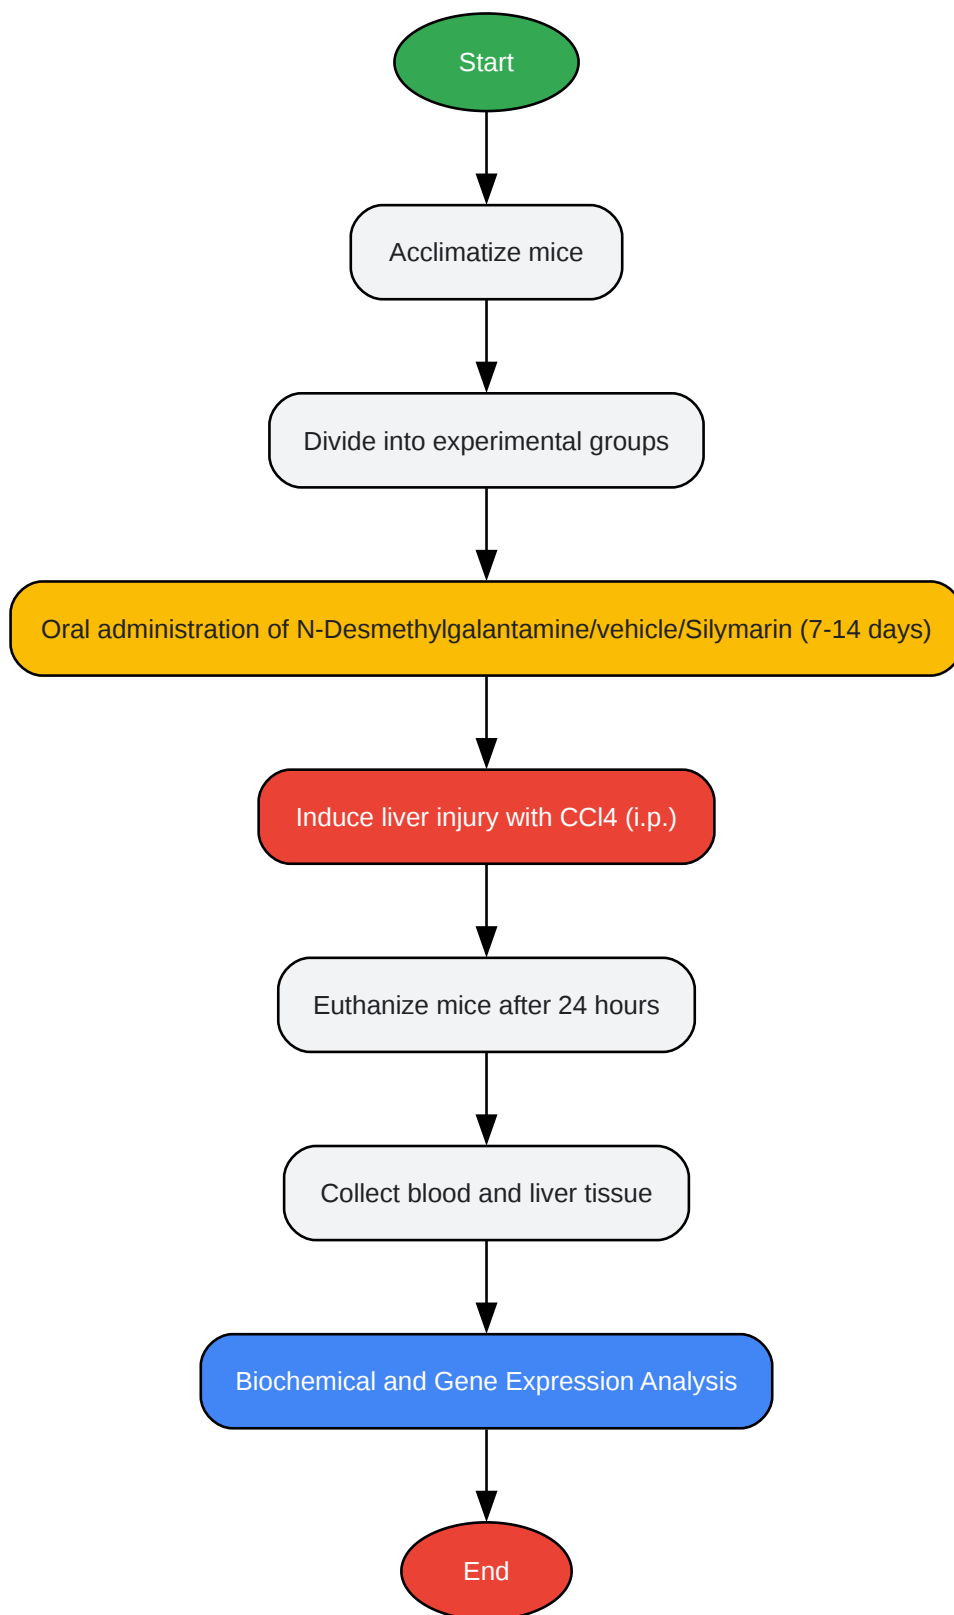 Start
Acclimatize mice
Divide into experimental groups
Oral administration of N-Desmethylgalantamine/vehicle/Silymarin (7-14 days)
Induce liver injury with CCl4 (i.p.)
Euthanize mice after 24 hours
Collect blood and liver tissue
Biochemical and Gene Expression Analysis
End